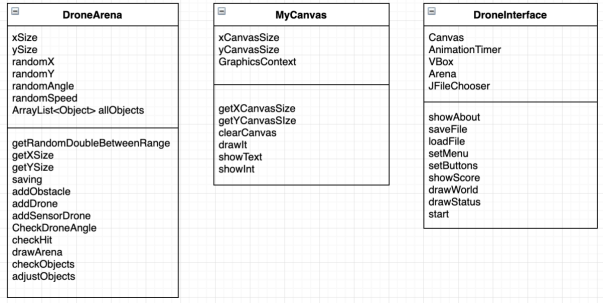 DroneArena
xSize
ySize
randomX
randomY
randomAngle
randomSpeed
ArrayList<Object> allObjects
getRandomDoubleBetweenRange
getXSize
getYSize
saving
addObstacle
addDrone
addSensorDrone
CheckDroneAngle
checkHit
drawArena
checkObjects
adjustObjects
MyCanvas
xCanvasSize
yCanvasSize
GraphicsContext
getXCanvasSize
getYCanvasSIze
clearCanvas
drawIt
showText
showInt
DroneInterface
Canvas
AnimationTimer
VBox
Arena
JFileChooser
showAbout
saveFile
loadFile
setMenu
setButtons
showScore
drawWorld
drawStatus
start